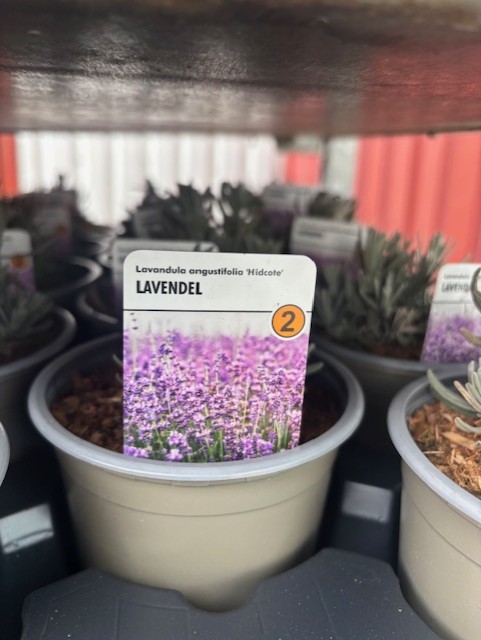 Lavandula angustifolia 'Hidcote'
LAVENDEL
2
LAVENDEL